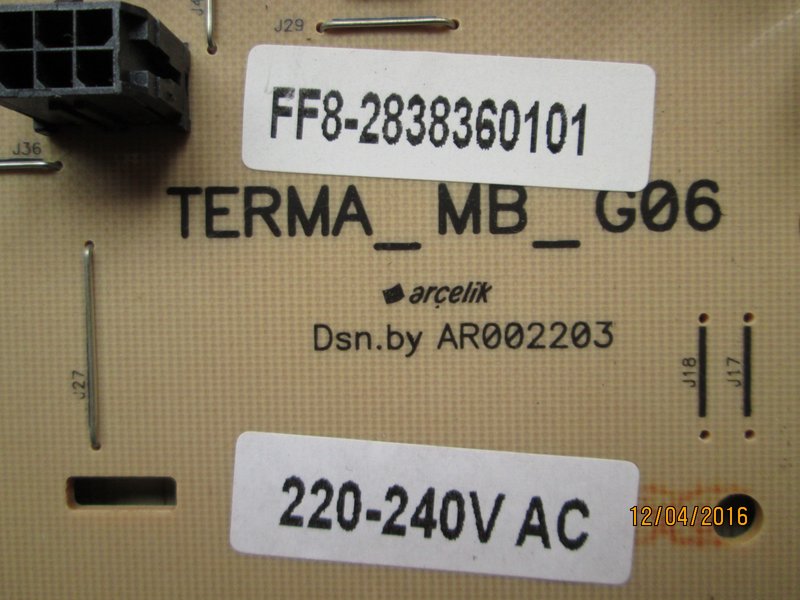 J29
FF8-2838360101
J36
TERMA_MB_G06
arçelik
Dsn.by AR002203
J27
J18
J17
220-240V AC
12/04/2016